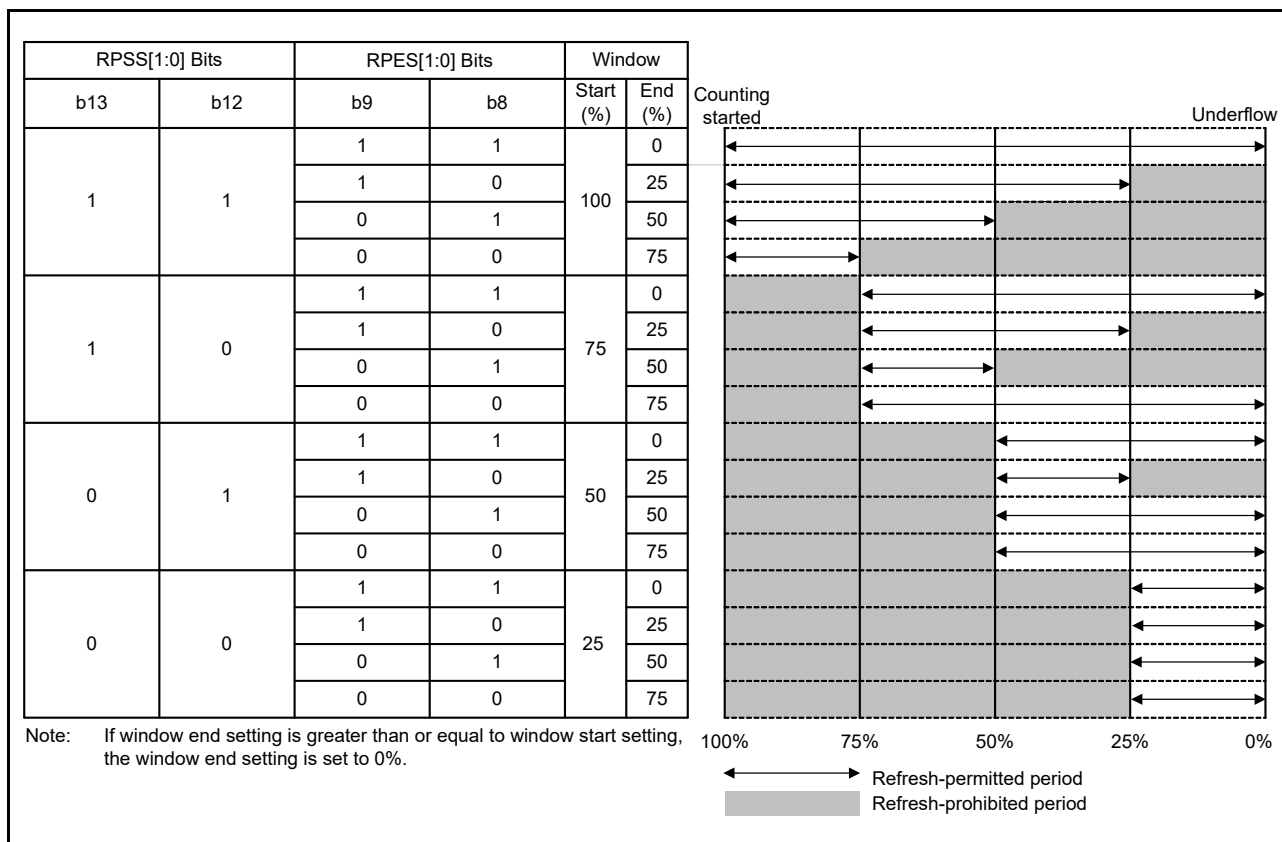 RPSS[1:0] Bits RPES[1:0] Bits Window
b13 b12 b9 b8 Start (%) End (%)
Counting started Underflow
1 1 0
1 0 25
1 1 100
0 1 50
0 0 75
1 1 0
1 0 25
1 0 75
0 1 50
0 0 75
1 1 0
1 0 25
0 1 50
0 1 50
0 0 75
1 1 0
1 0 25
0 0 25
0 1 50
0 0 75
Note: If window end setting is greater than or equal to window start setting,
the window end setting is set to 0%.
100% 75% 50% 25% 0%
Refresh-permitted period
Refresh-prohibited period